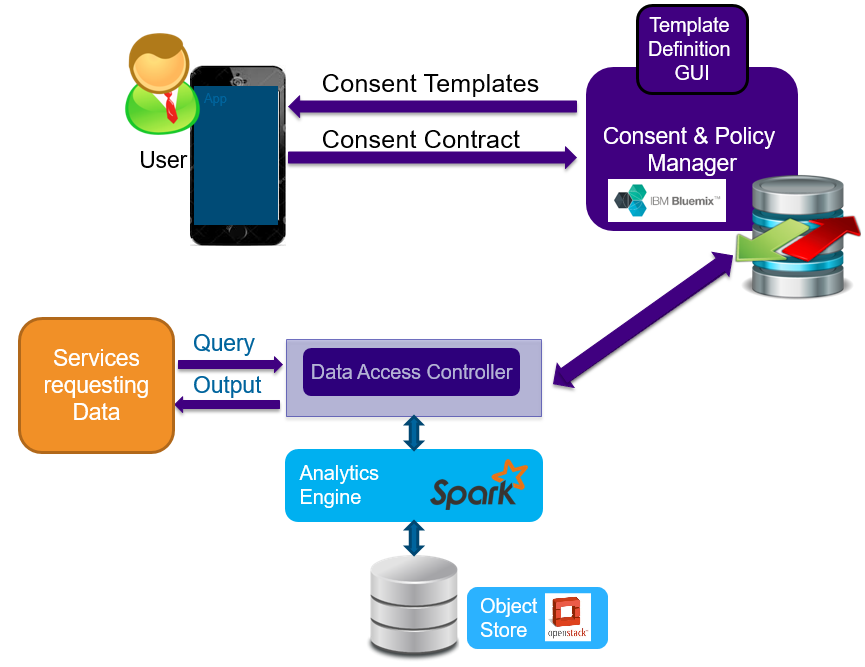 Template
Definition
GUI
Consent Templates
App
Consent Contract
Consent & Policy
Manager
User
IBM Bluemix™
Services
requesting
Data
Query
Output
Data Access Controller
Analytics
Engine
Spark
Object
Store
openstack